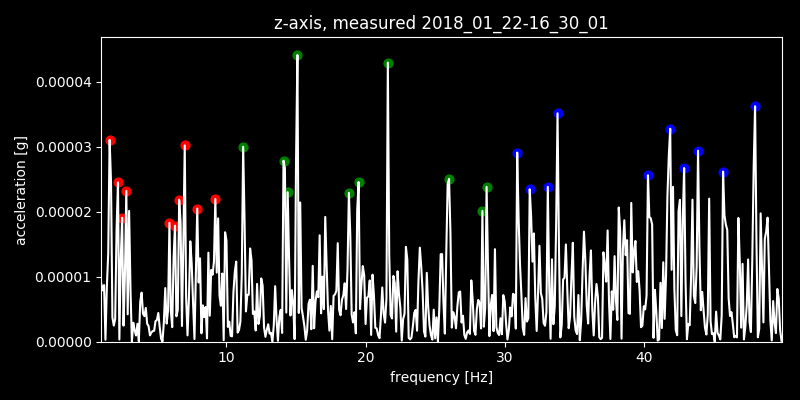 z-axis, measured 2018_01_22-16_30_01
acceleration [g]
0.00004
0.00003
0.00002
0.00001
0.00000
10 20 30 40
frequency [Hz]